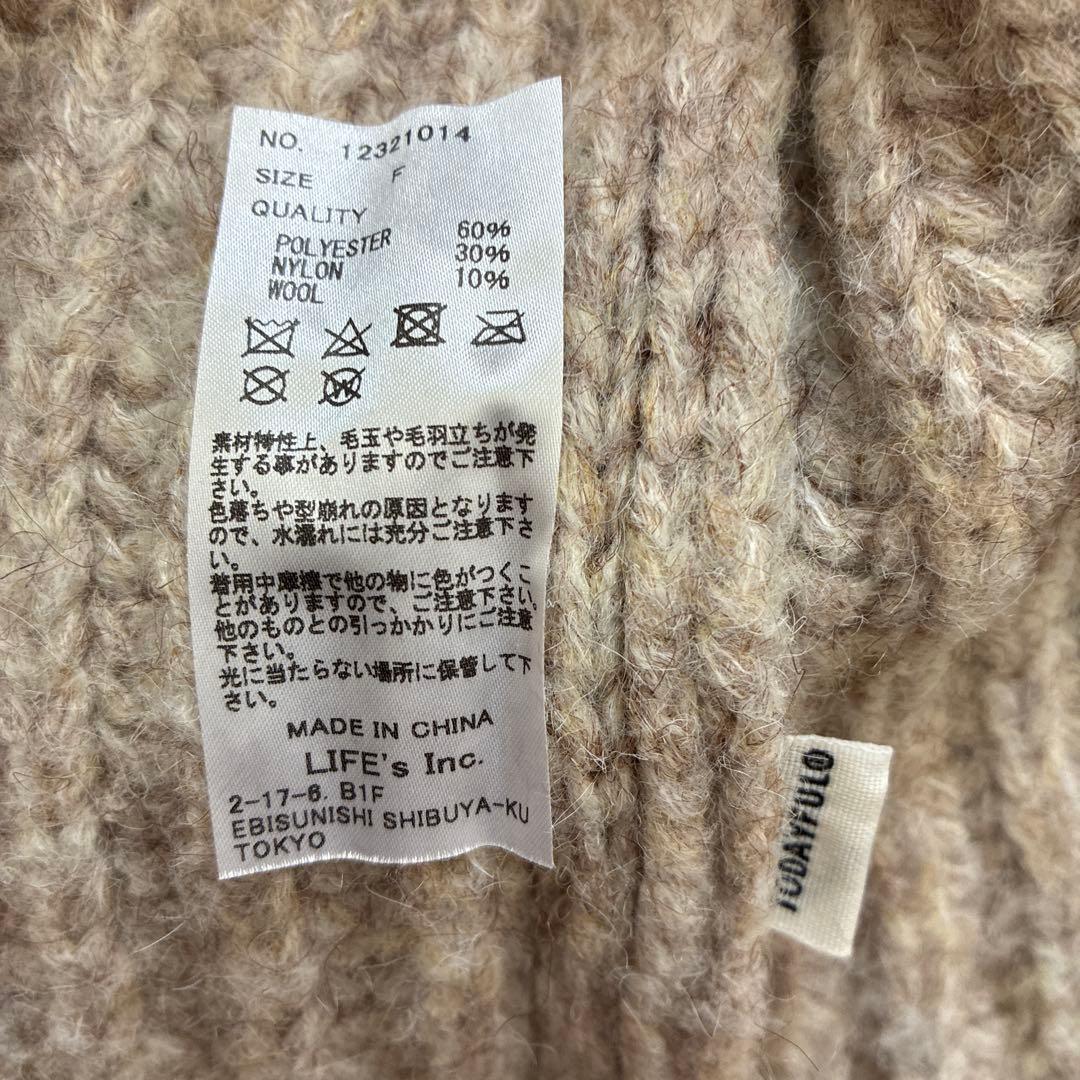 NO. 12321014
SIZE F
QUALITY
POLYESTER 60%
NYLON 30%
WOOL 10%
W
素材特性上、毛玉や毛羽立ちが発
生する事がありますのでご注意下
さい。
色落ちや型崩れの原因となります
ので、水濡れには充分ご注意下さ
い。
着用中摩擦で他の物に色がつくこ
とがありますので、ご注意下さい。
他のものとの引っかかりにご注意
下さい。
光に当たらない場所に保管して下
さい。
MADE IN CHINA
LIFE's Inc.
2-17-6. B1F
EBISUNISHI SHIBUYA-KU
TOKYO
TODAYFUL